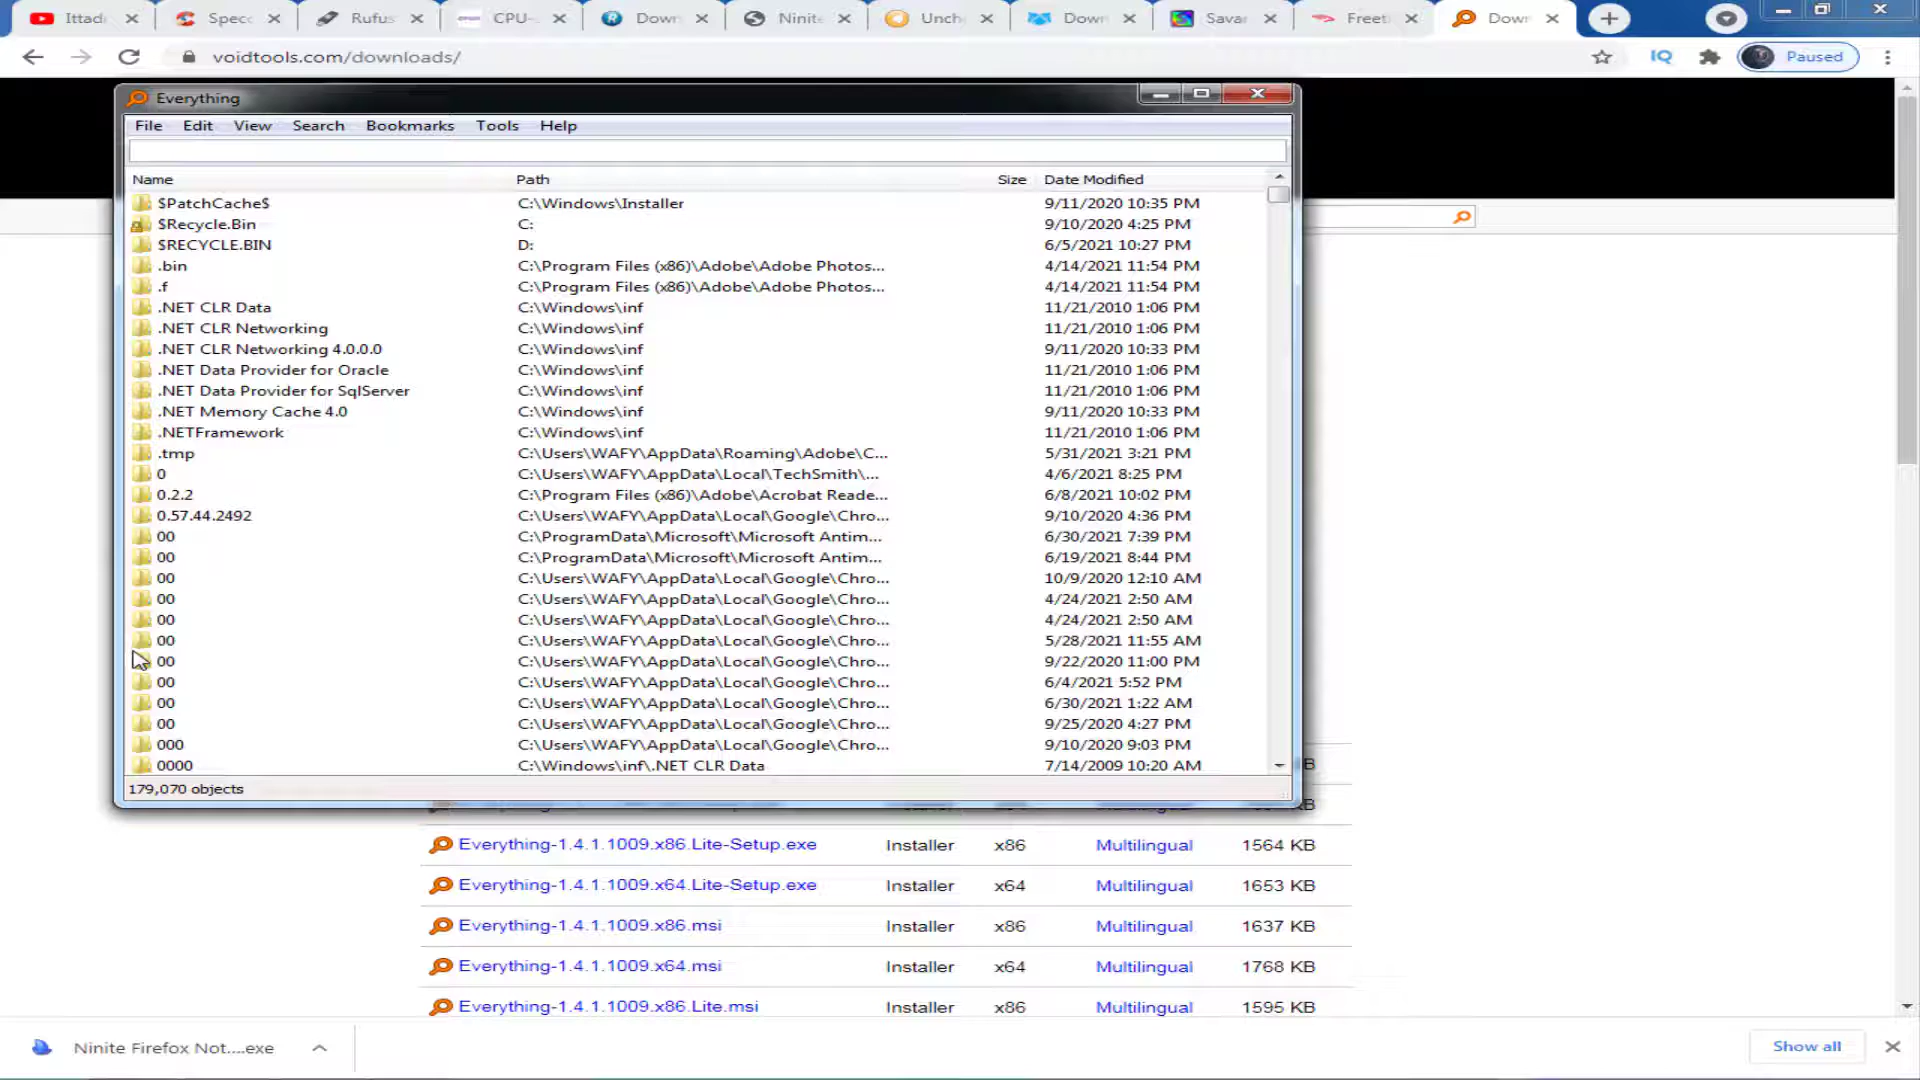 Ittadi Spec Rufus CPU- Down Ninite Unch Down Savan Freeti Down
voidtools.com/downloads/ IQ Paused
Everything
File Edit View Search Bookmarks Tools Help
Name Path Size Date Modified
$PatchCache$ C:\Windows\Installer 9/11/2020 10:35 PM
$Recycle.Bin C: 9/10/2020 4:25 PM
$RECYCLE.BIN D: 6/5/2021 10:27 PM
.bin C:\Program Files (x86)\Adobe\Adobe Photos... 4/14/2021 11:54 PM
.f C:\Program Files (x86)\Adobe\Adobe Photos... 4/14/2021 11:54 PM
.NET CLR Data C:\Windows\inf 11/21/2010 1:06 PM
.NET CLR Networking C:\Windows\inf 11/21/2010 1:06 PM
.NET CLR Networking 4.0.0.0 C:\Windows\inf 9/11/2020 10:33 PM
.NET Data Provider for Oracle C:\Windows\inf 11/21/2010 1:06 PM
.NET Data Provider for SqlServer C:\Windows\inf 11/21/2010 1:06 PM
.NET Memory Cache 4.0 C:\Windows\inf 9/11/2020 10:33 PM
.NETFramework C:\Windows\inf 11/21/2010 1:06 PM
.tmp C:\Users\WAFY\AppData\Roaming\Adobe\C... 5/31/2021 3:21 PM
0 C:\Users\WAFY\AppData\Local\TechSmith\... 4/6/2021 8:25 PM
0.2.2 C:\Program Files (x86)\Adobe\Acrobat Reade... 6/8/2021 10:02 PM
0.57.44.2492 C:\Users\WAFY\AppData\Local\Google\Chro... 9/10/2020 4:36 PM
00 C:\ProgramData\Microsoft\Microsoft Antim... 6/30/2021 7:39 PM
00 C:\ProgramData\Microsoft\Microsoft Antim... 6/19/2021 8:44 PM
00 C:\Users\WAFY\AppData\Local\Google\Chro... 10/9/2020 12:10 AM
00 C:\Users\WAFY\AppData\Local\Google\Chro... 4/24/2021 2:50 AM
00 C:\Users\WAFY\AppData\Local\Google\Chro... 4/24/2021 2:50 AM
00 C:\Users\WAFY\AppData\Local\Google\Chro... 5/28/2021 11:55 AM
00 C:\Users\WAFY\AppData\Local\Google\Chro... 9/22/2020 11:00 PM
00 C:\Users\WAFY\AppData\Local\Google\Chro... 6/4/2021 5:52 PM
00 C:\Users\WAFY\AppData\Local\Google\Chro... 6/30/2021 1:22 AM
00 C:\Users\WAFY\AppData\Local\Google\Chro... 9/25/2020 4:27 PM
000 C:\Users\WAFY\AppData\Local\Google\Chro... 9/10/2020 9:03 PM
0000 C:\Windows\inf\.NET CLR Data 7/14/2009 10:20 AM
179,070 objects
Everything-1.4.1.1009.x86.Lite-Setup.exe Installer x86 Multilingual 1564 KB
Everything-1.4.1.1009.x64.Lite-Setup.exe Installer x64 Multilingual 1653 KB
Everything-1.4.1.1009.x86.msi Installer x86 Multilingual 1637 KB
Everything-1.4.1.1009.x64.msi Installer x64 Multilingual 1768 KB
Everything-1.4.1.1009.x86.Lite.msi Installer x86 Multilingual 1595 KB
Ninite Firefox Not....exe Show all